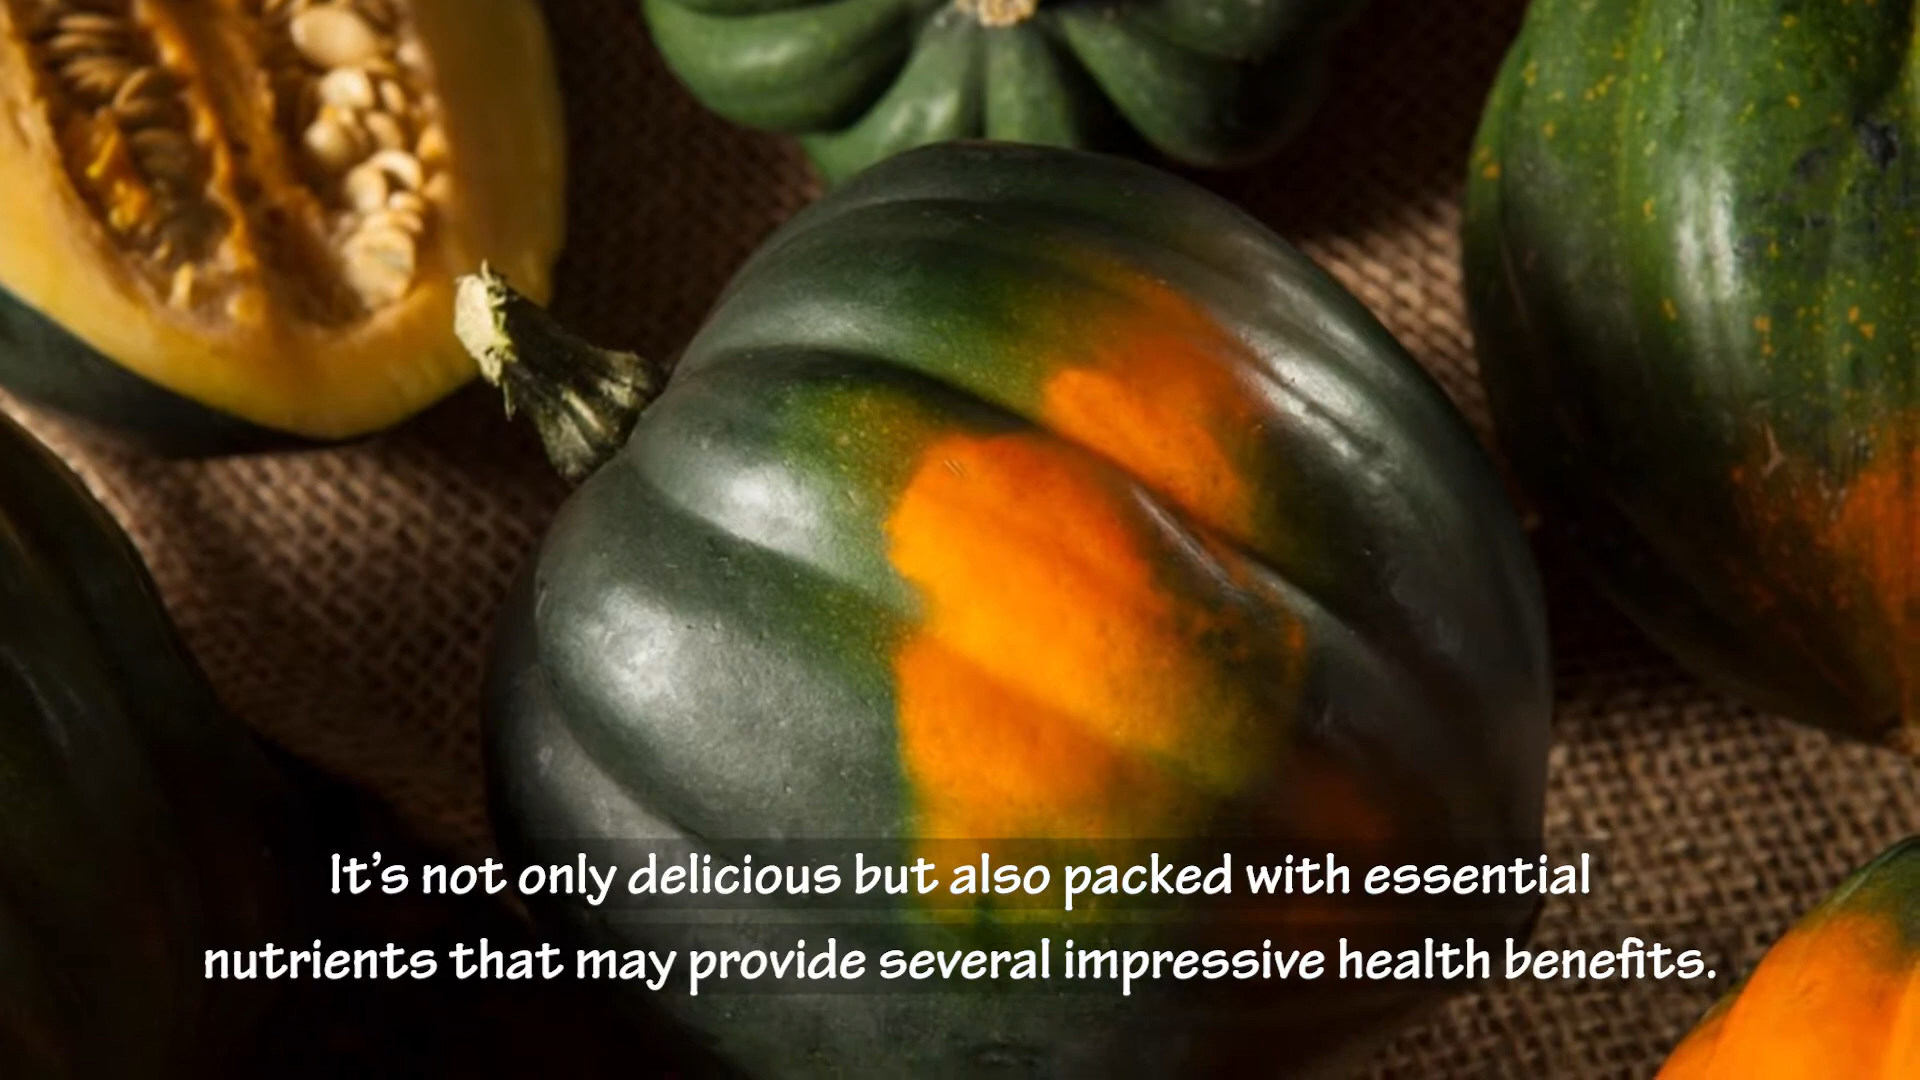 It’s not only delicious but also packed with essential
nutrients that may provide several impressive health benefits.